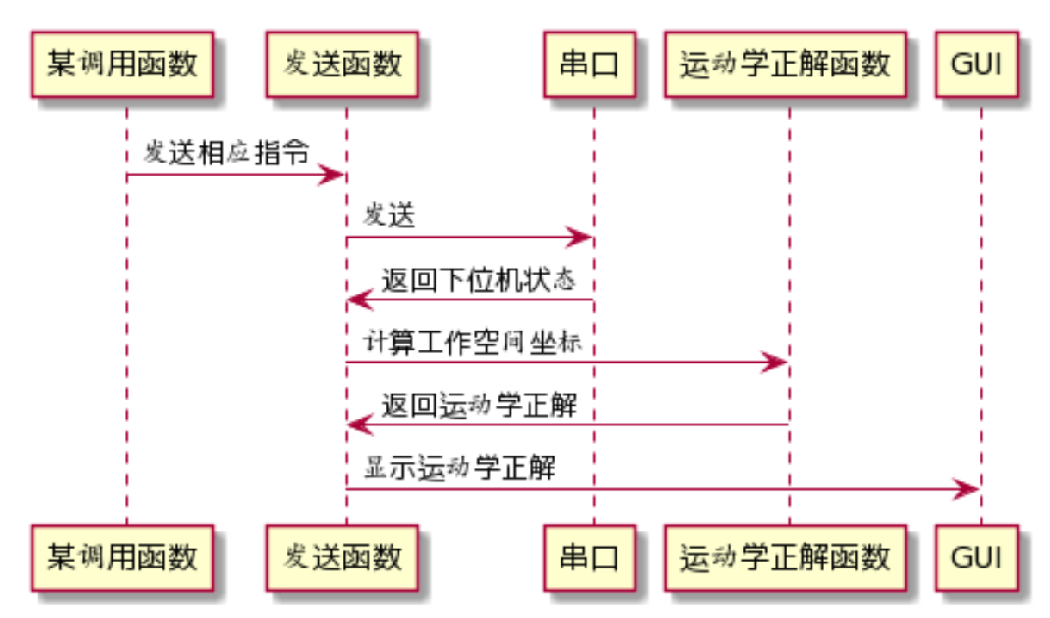 某调用函数 发送函数 串口 运动学正解函数 GUI
发送相应指令
发送
返回下位机状态
计算工作空间坐标
返回运动学正解
显示运动学正解
某调用函数 发送函数 串口 运动学正解函数 GUI